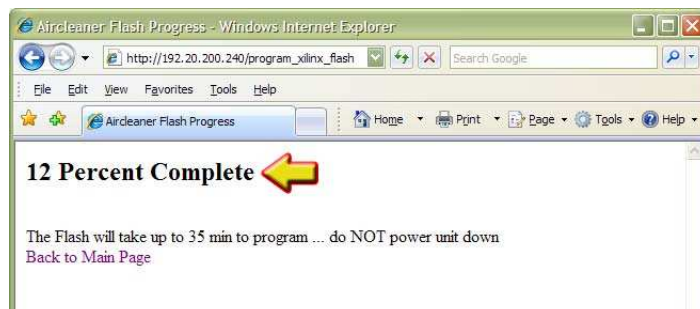 Aircleaner Flash Progress - Windows Internet Explorer
http://192.20.200.240/program_xilinx_flash
Search Google
File Edit View Favorites Tools Help
Aircleaner Flash Progress
Home Print Page Tools Help
12 Percent Complete
The Flash will take up to 35 min to program ... do NOT power unit down
Back to Main Page